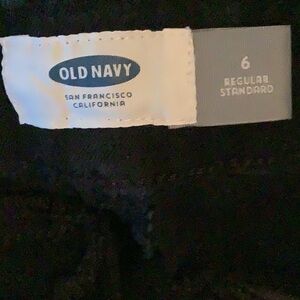 OLD NAVY
SAN FRANCISCO
CALIFORNIA
6
REGULAR
STANDARD